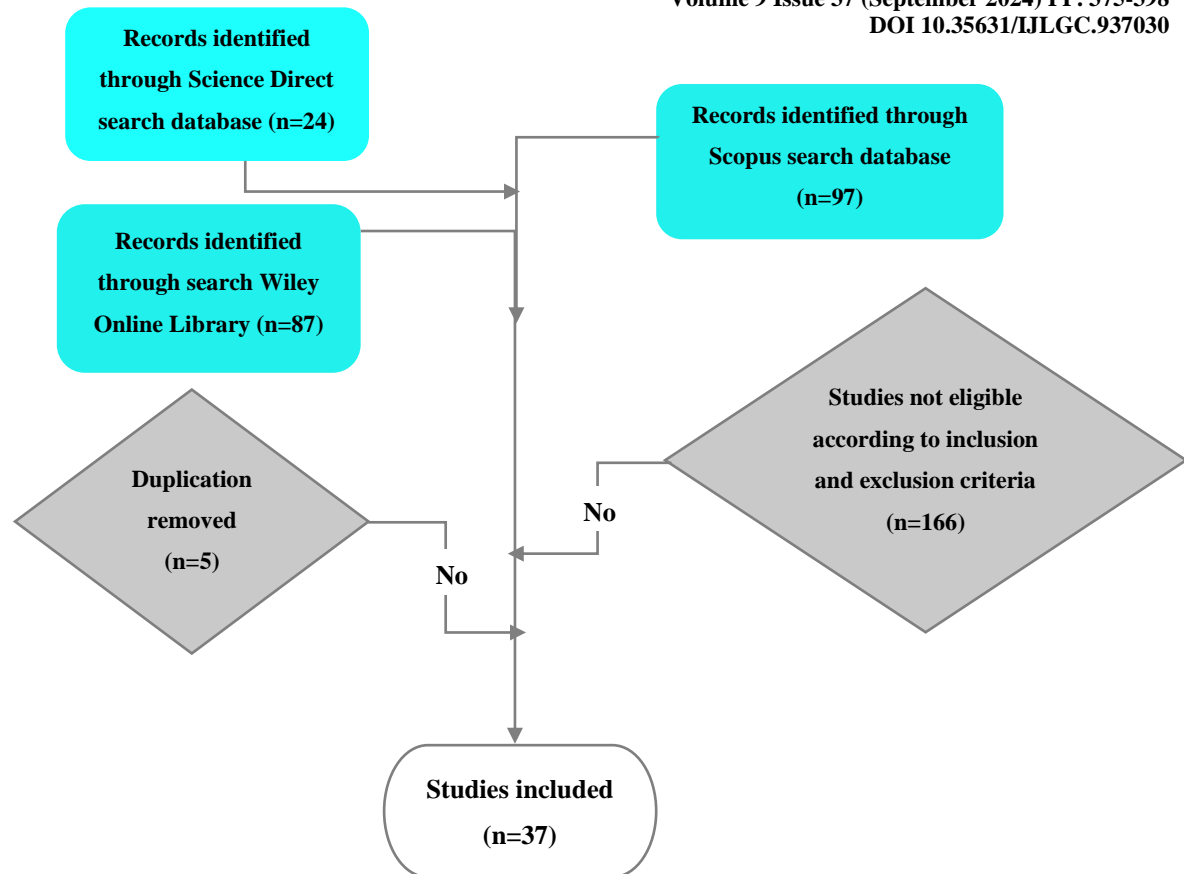 Volume 9 Issue 37 (September 2024) PP. 573-598
DOI 10.35631/IJLGC.937030
Records identified
through Science Direct
search database (n=24)
Records identified through
Scopus search database
(n=97)
Records identified
through search Wiley
Online Library (n=87)
Studies not eligible
according to inclusion
and exclusion criteria
(n=166)
Duplication
removed
(n=5)
No
No
Studies included
(n=37)